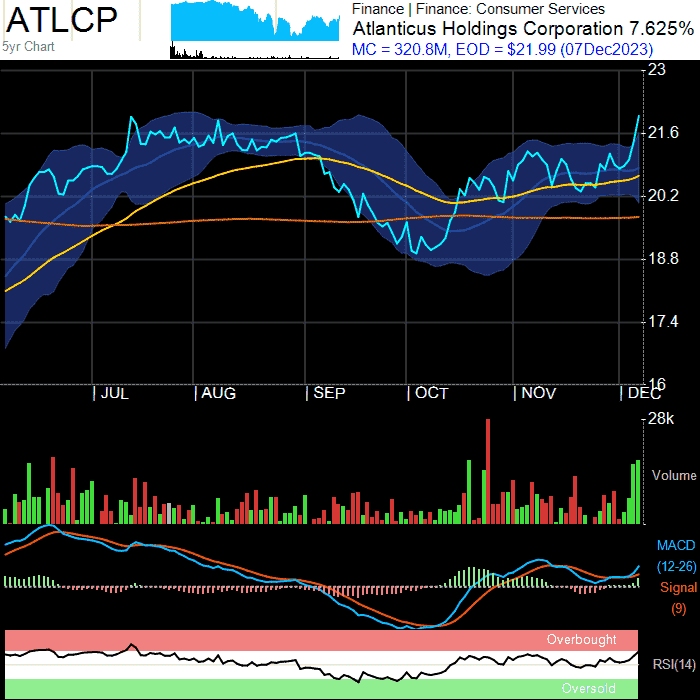 ATLCP
5yr Chart
Finance | Finance: Consumer Services
Atlanticus Holdings Corporation 7.625%
MC = 320.8M, EOD = $21.99 (07Dec2023)
23
21.6
20.2
18.8
17.4
16
JUL AUG SEP OCT NOV DEC
28k
Volume
MACD
(12-26)
Signal
(9)
Overbought
RSI(14)
Oversold